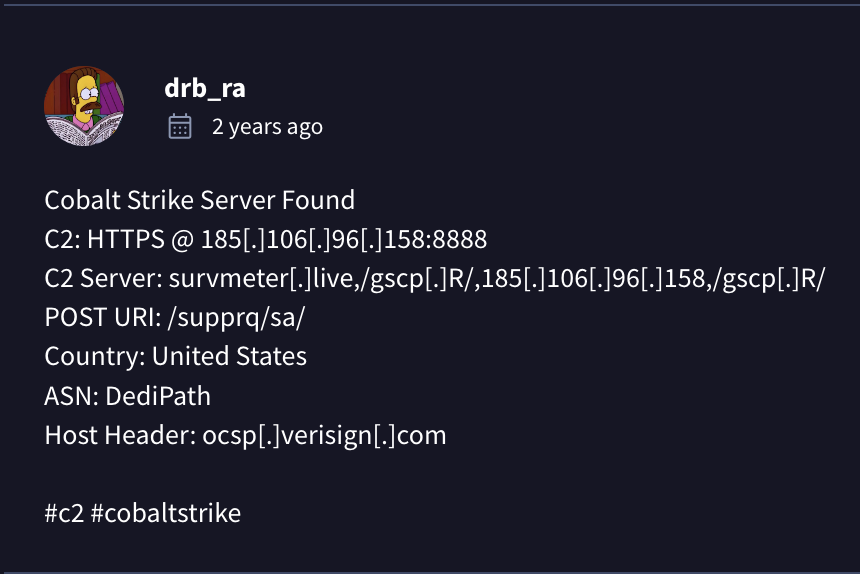 drb_ra
2 years ago
Cobalt Strike Server Found
C2: HTTPS @ 185[.]106[.]96[.]158:8888
C2 Server: survmeter[.]live,/gscp[.]R/,185[.]106[.]96[.]158,/gscp[.]R/
POST URI: /supprq/sa/
Country: United States
ASN: DediPath
Host Header: ocsp[.]verisign[.]com
#c2 #cobaltstrike